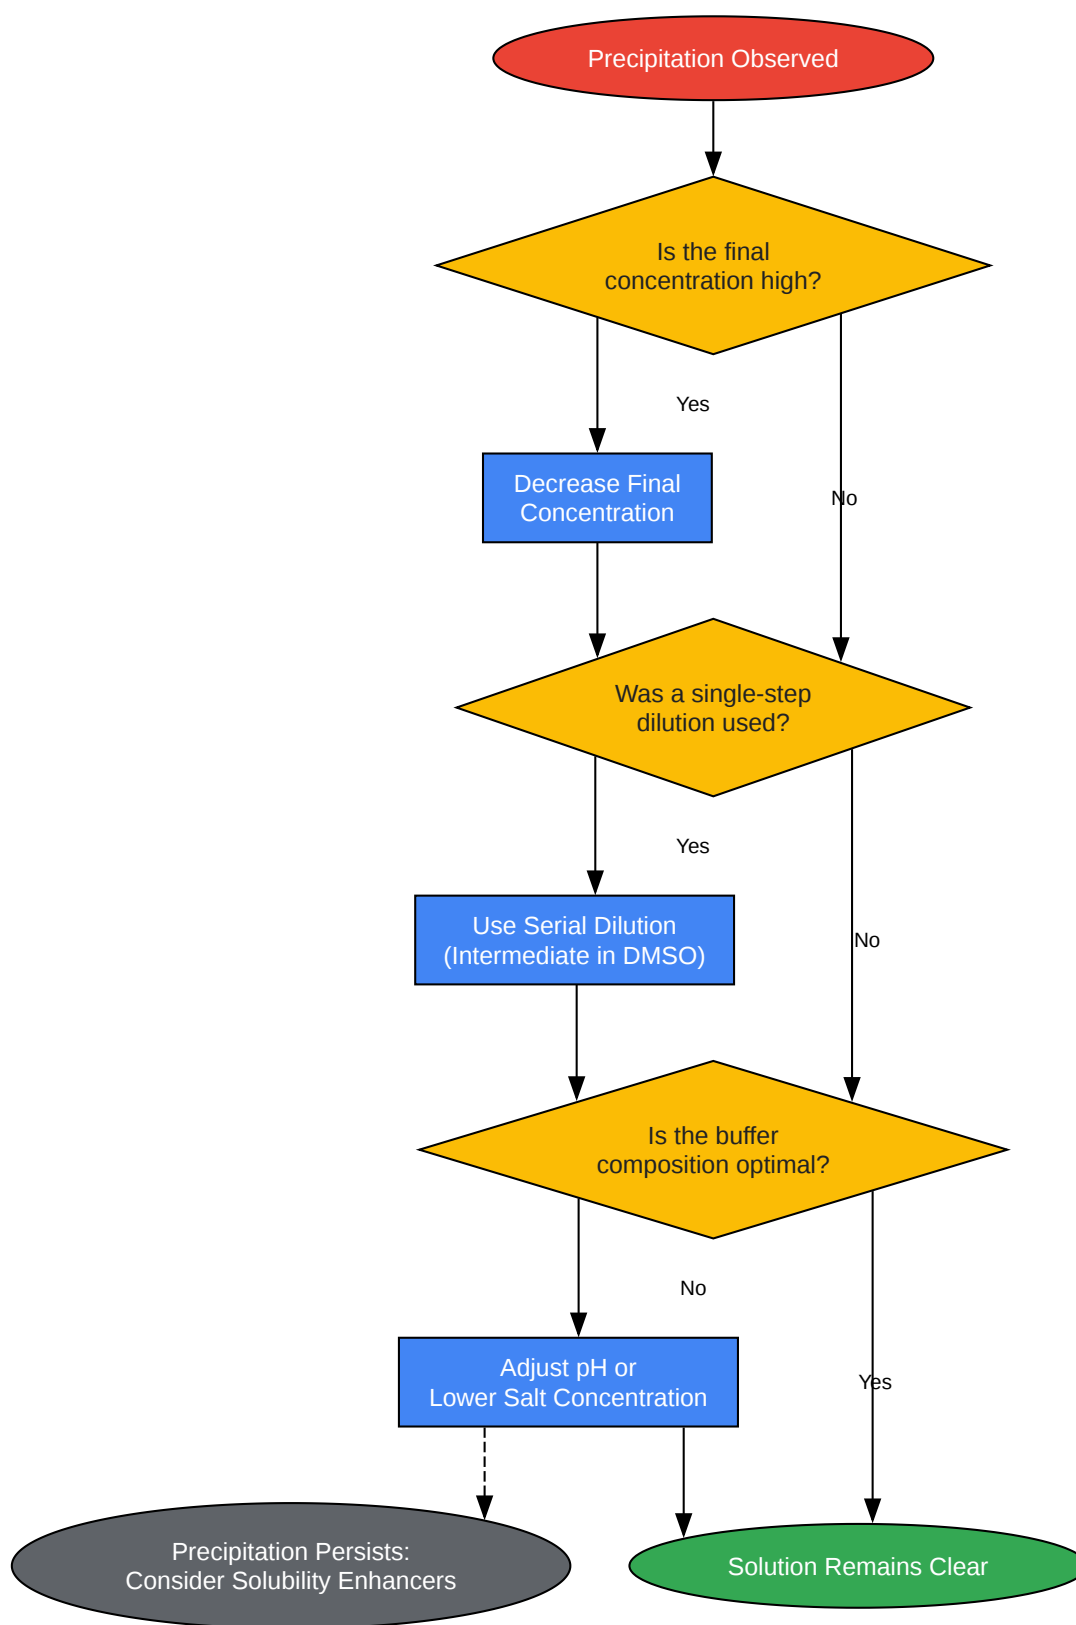 Precipitation Observed
Is the final
concentration high?
Yes
Decrease Final
Concentration
No
Was a single-step
dilution used?
Yes
Use Serial Dilution
(Intermediate in DMSO)
No
Is the buffer
composition optimal?
No
Adjust pH or
Lower Salt Concentration
Yes
Precipitation Persists:
Consider Solubility Enhancers
Solution Remains Clear